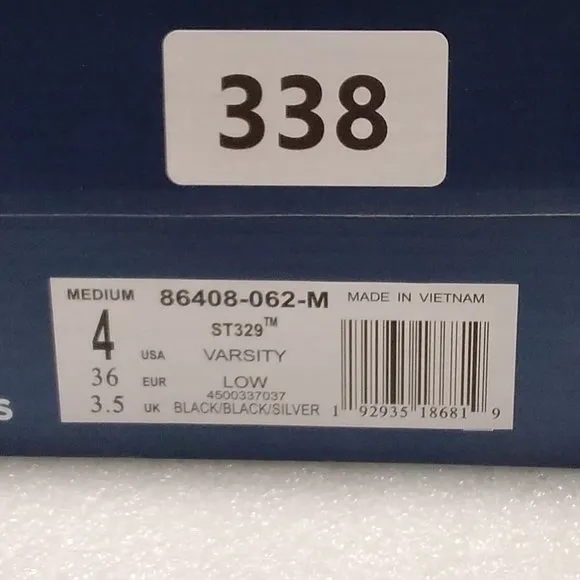 338
MEDIUM 86408-062-M MADE IN VIETNAM
4 USA ST329™
VARSITY
36 EUR LOW
4500337037
3.5 UK BLACK/BLACK/SILVER 1 92935 18681 9
s